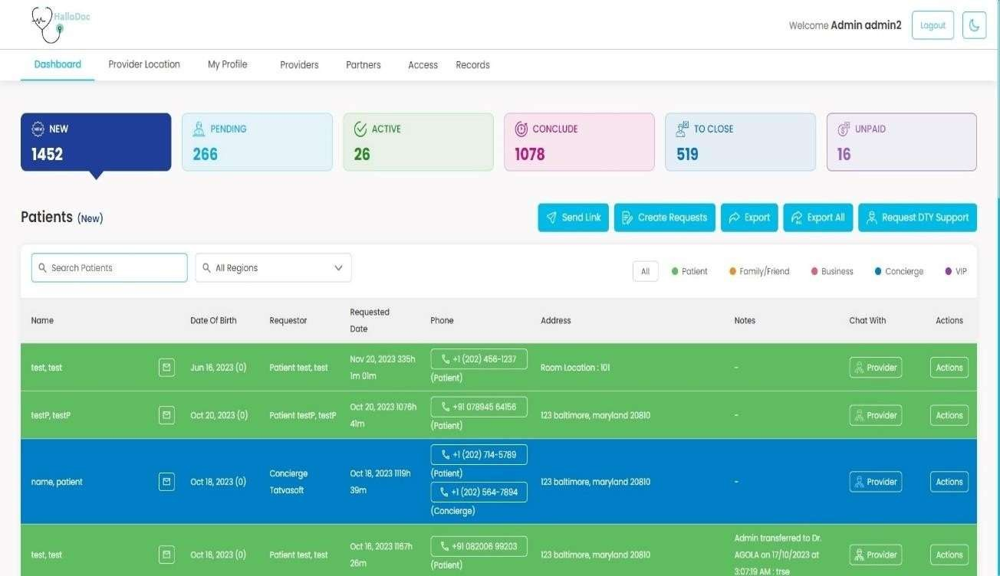 HalloDoc
Welcome Admin admin2 Logout
Dashboard Provider Location My Profile Providers Partners Access Records
NEW PENDING ACTIVE CONCLUDE TO CLOSE UNPAID
1452 266 26 1078 519 16
Patients (New) Send Link Create Requests Export Export All Request DTY Support
Search Patients All Regions All Patient Family/Friend Business Concierge VIP
Name Date Of Birth Requestor Requested Date Phone Address Notes Chat With Actions
test, test Jun 16, 2023 (0) Patient test, test Nov 20, 2023 335h 1m 01m +1 (202) 456-1237 (Patient) Room Location : 101 - Provider Actions
testP, testP Oct 20, 2023 (0) Patient testP, testP Oct 20, 2023 1076h 41m +91 078945 64156 (Patient) 123 baltimore, maryland 20810 - Provider Actions
name, patient Oct 18, 2023 (0) Concierge Tatvasoft Oct 18, 2023 1119h 39m +1 (202) 714-5789 (Patient) +1 (202) 564-7894 (Concierge) 123 baltimore, maryland 20810 - Provider Actions
test, test Oct 16, 2023 (0) Patient test, test Oct 16, 2023 1167h 26m +91 082006 99203 (Patient) 123 baltimore, maryland 20810 Admin transferred to Dr. AGOLA on 17/10/2023 at 3:07:19 AM : trse Provider Actions